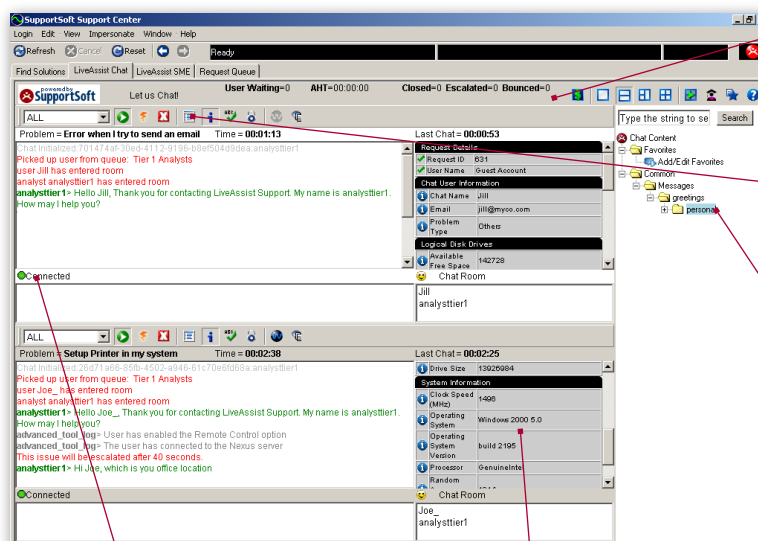 SupportSoft Support Center
Login Edit View Impersonate Window Help
Refresh Cancel Reset Ready
Find Solutions LiveAssist Chat LiveAssist SME Request Queue
powered by
SupportSoft Let us Chat! User Waiting=0 AHT=00:00:00 Closed=0 Escalated=0 Bounced=0
ALL
Type the string to se Search
Problem = Error when I try to send an email Time = 00:01:13 Last Chat = 00:00:53
Chat Initialized:701474af-30ed-4112-9196-b8ef504d9dea.analysttier1
Picked up user from queue: Tier 1 Analysts
user Jill has entered room
analyst analysttier1 has entered room
analysttier1> Hello Jill, Thank you for contacting LiveAssist Support. My name is analysttier1.
How may I help you?
Request Details
Request ID 631
User Name Guest Account
Chat User Information
Chat Name Jill
Email jill@myco.com
Problem Type Others
Logical Disk Drives
Available Free Space 142728
Chat Content
Favorites
Add/Edit Favorites
Common
Messages
greetings
persona
Connected Chat Room
Jill
analysttier1
ALL
Problem = Setup Printer in my system Time = 00:02:38 Last Chat = 00:02:25
Chat Initialized:26d71a66-85fb-4502-a946-61c70e6fd69a.analysttier1
Picked up user from queue: Tier 1 Analysts
user Joe_ has entered room
analyst analysttier1 has entered room
analysttier1> Hello Joe_, Thank you for contacting LiveAssist Support. My name is analysttier1.
How may I help you?
advanced_tool_log> User has enabled the Remote Control option
advanced_tool_log> The user has connected to the Nexus server
This issue will be escalated after 40 seconds.
analysttier1> Hi Joe, which is you office location
Drive Size 13926984
System Information
Clock Speed (MHz) 1496
Operating System Windows 2000 5.0
Operating System Version build 2195
Processor GenuineIntel
Random
Connected Chat Room
Joe_
analysttier1